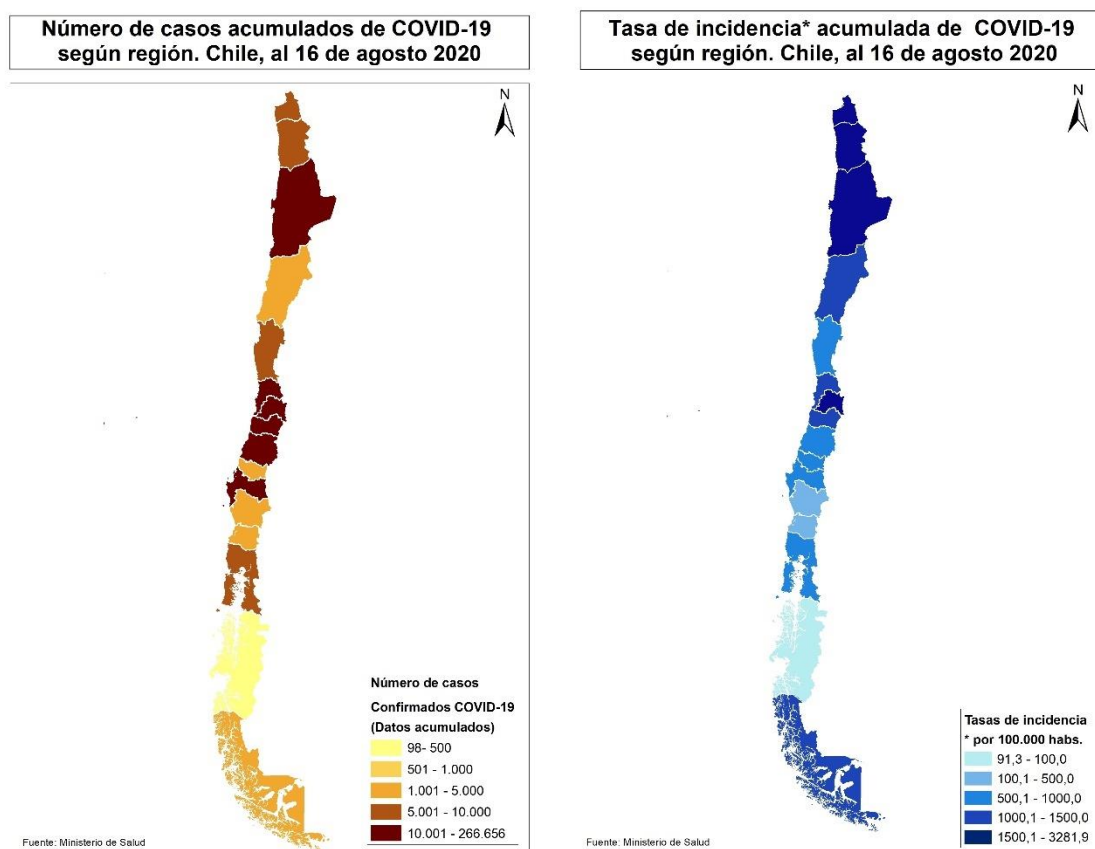 Número de casos acumulados de COVID-19
según región. Chile, al 16 de agosto 2020
N
Número de casos
Confirmados COVID-19
(Datos acumulados)
98- 500
501 - 1.000
1.001 - 5.000
5.001 - 10.000
10.001 - 266.656
Fuente: Ministerio de Salud
Tasa de incidencia* acumulada de COVID-19
según región. Chile, al 16 de agosto 2020
N
Tasas de incidencia
* por 100.000 habs.
91,3 - 100,0
100,1 - 500,0
500,1 - 1000,0
1000,1 - 1500,0
1500,1 - 3281,9
Fuente: Ministerio de Salud